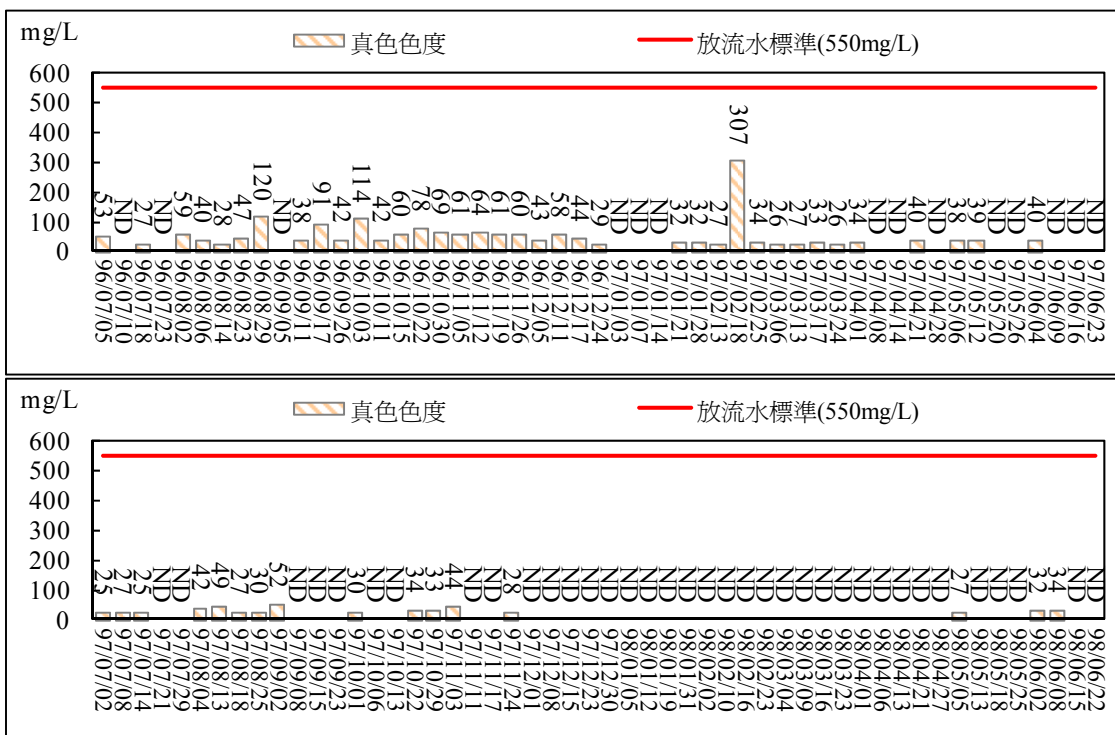 mg/L
真色色度
放流水標準(550mg/L)
600
500
400
300
200
100
0
53 ND 27 ND 59 40 28 47 120 ND 38 91 42 114 42 60 78 69 61 64 61 60 43 58 44 29 ND ND ND 32 32 27 307 34 26 27 33 26 34 ND ND 40 ND 38 39 ND ND 40 ND ND ND
96/07/05 96/07/10 96/07/18 96/07/23 96/08/02 96/08/06 96/08/14 96/08/23 96/08/29 96/09/05 96/09/11 96/09/17 96/09/26 96/10/03 96/10/11 96/10/15 96/10/22 96/10/30 96/11/05 96/11/12 96/11/19 96/11/26 96/12/05 96/12/11 96/12/17 96/12/24 97/01/03 97/01/07 97/01/14 97/01/21 97/01/28 97/02/13 97/02/18 97/02/25 97/03/06 97/03/13 97/03/17 97/03/24 97/04/01 97/04/08 97/04/14 97/04/21 97/04/28 97/05/06 97/05/12 97/05/20 97/05/26 97/06/04 97/06/09 97/06/16 97/06/23
mg/L
真色色度
放流水標準(550mg/L)
600
500
400
300
200
100
0
25 27 25 ND ND 42 49 27 30 52 ND ND ND 30 ND ND 34 33 44 ND ND 28 ND ND ND ND ND ND ND ND ND ND ND ND ND ND ND ND ND ND ND ND ND ND 27 ND ND ND 32 34 ND ND
97/07/02 97/07/08 97/07/14 97/07/21 97/07/29 97/08/04 97/08/13 97/08/18 97/08/25 97/09/02 97/09/08 97/09/15 97/09/23 97/10/01 97/10/06 97/10/13 97/10/22 97/10/29 97/11/03 97/11/11 97/11/17 97/11/24 97/12/01 97/12/09 97/12/15 97/12/23 97/12/30 98/01/05 98/01/12 98/01/19 98/01/31 98/02/02 98/02/10 98/02/16 98/02/23 98/03/04 98/03/09 98/03/16 98/03/23 98/04/01 98/04/06 98/04/13 98/04/21 98/04/27 98/05/05 98/05/13 98/05/18 98/05/25 98/06/02 98/06/08 98/06/15 98/06/22